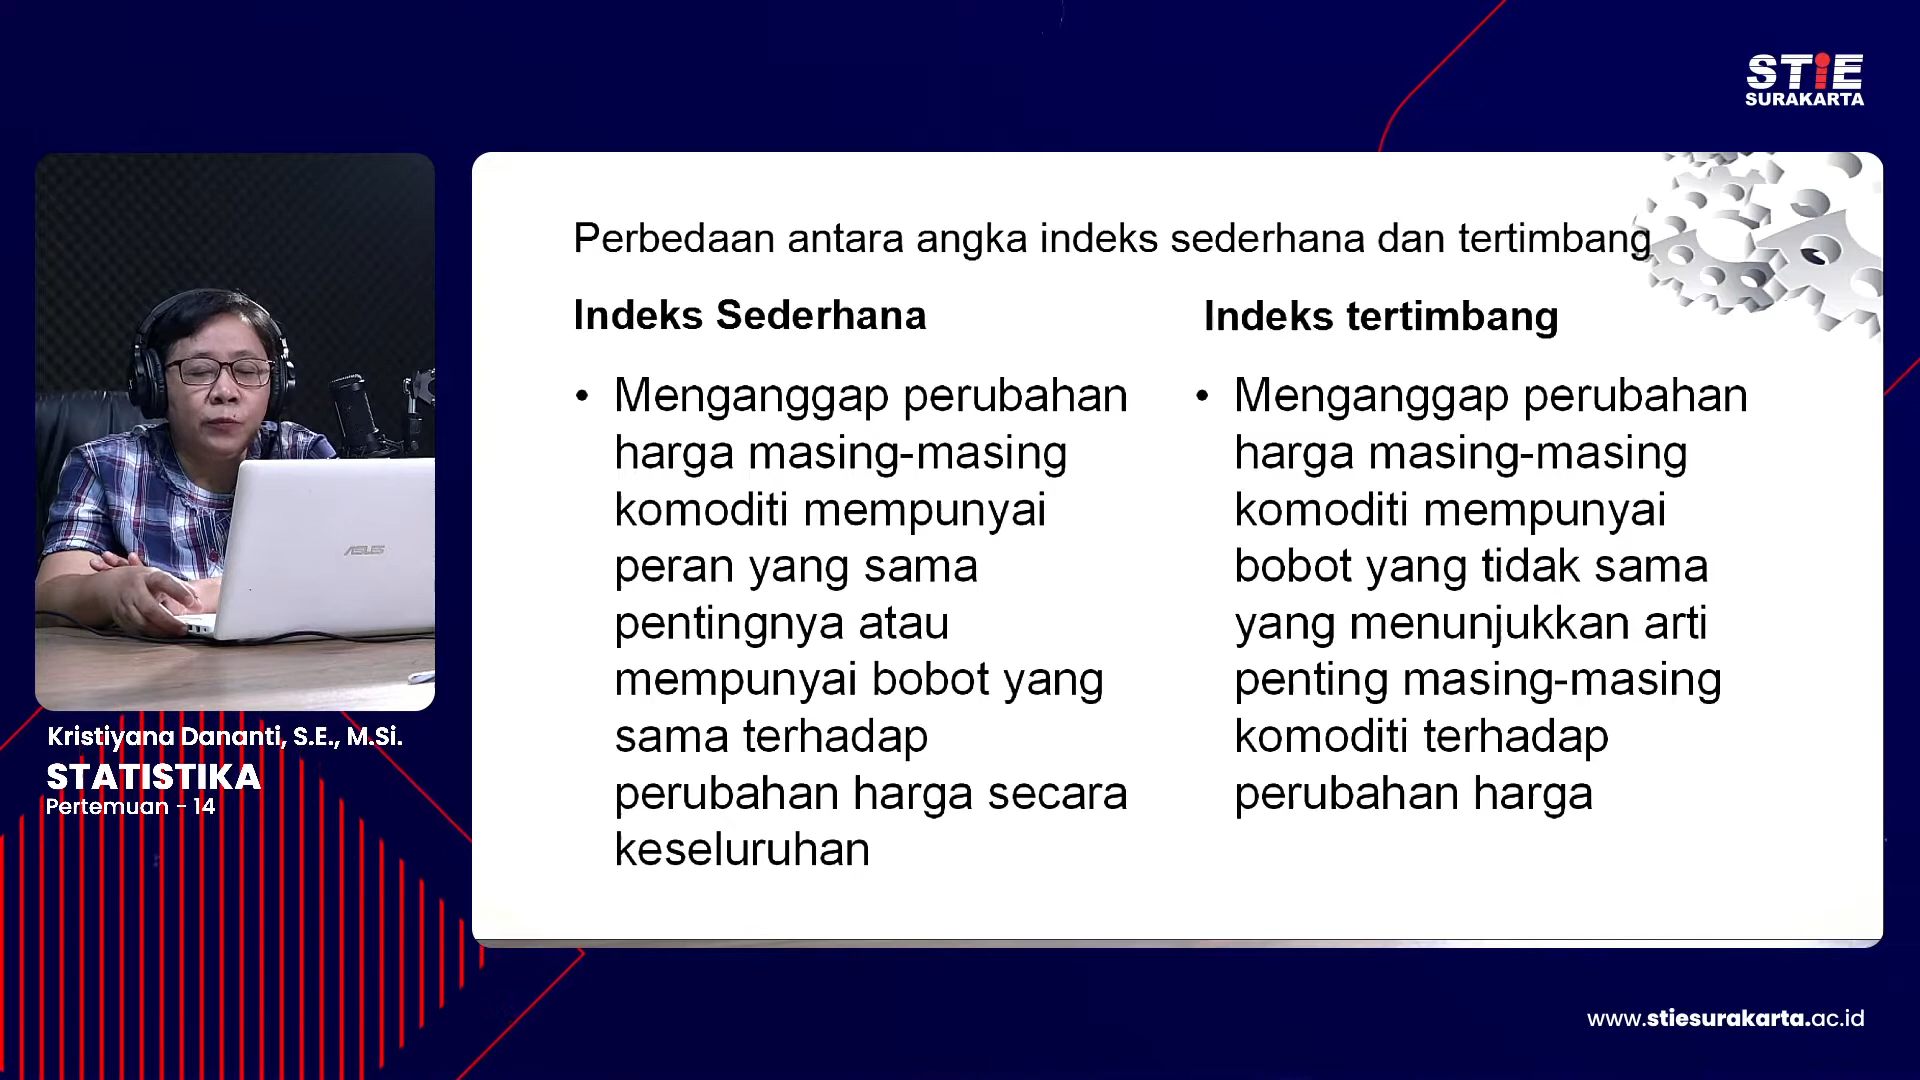 STiE
SURAKARTA
Perbedaan antara angka indeks sederhana dan tertimbang
Indeks Sederhana
• Menganggap perubahan
harga masing-masing
komoditi mempunyai
peran yang sama
pentingnya atau
mempunyai bobot yang
sama terhadap
perubahan harga secara
keseluruhan
Indeks tertimbang
• Menganggap perubahan
harga masing-masing
komoditi mempunyai
bobot yang tidak sama
yang menunjukkan arti
penting masing-masing
komoditi terhadap
perubahan harga
ASUS
Kristiyana Dananti, S.E., M.Si.
STATISTIKA
Pertemuan - 14
www.stiesurakarta.ac.id